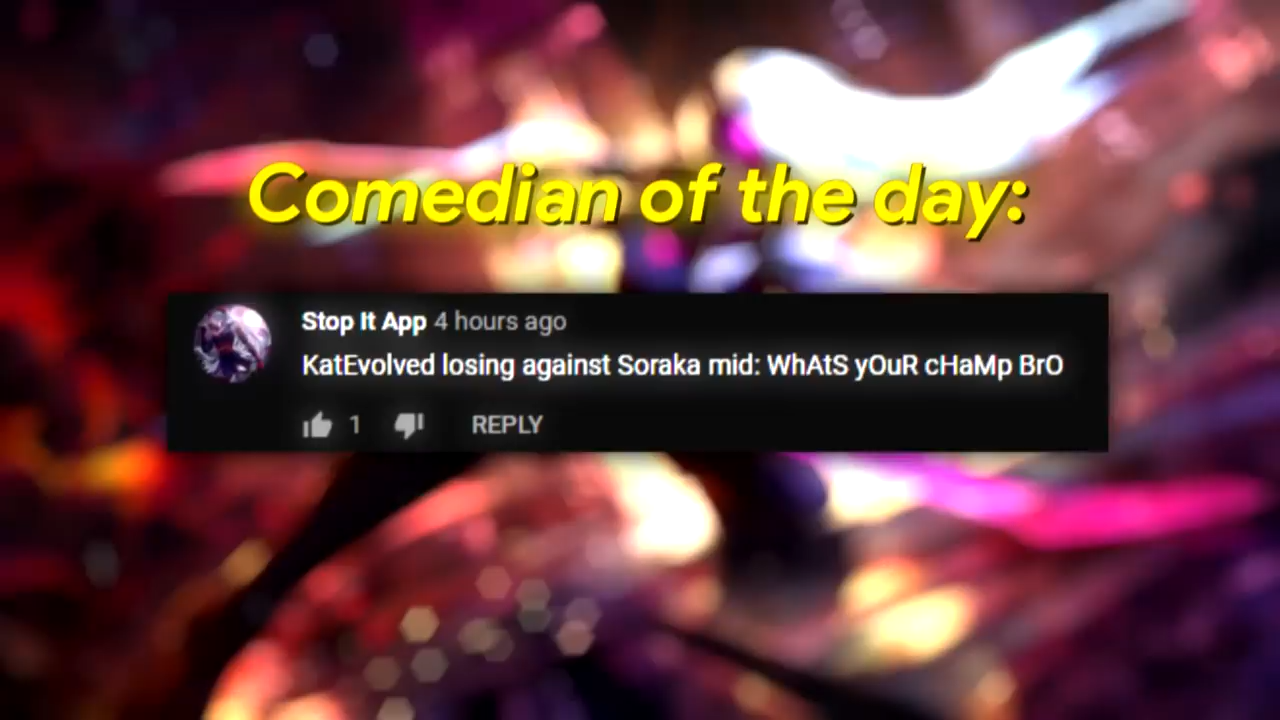 Comedian of the day:
Stop It App 4 hours ago
KatEvolved losing against Soraka mid: WhAtS yOuR cHaMp BrO
1 REPLY